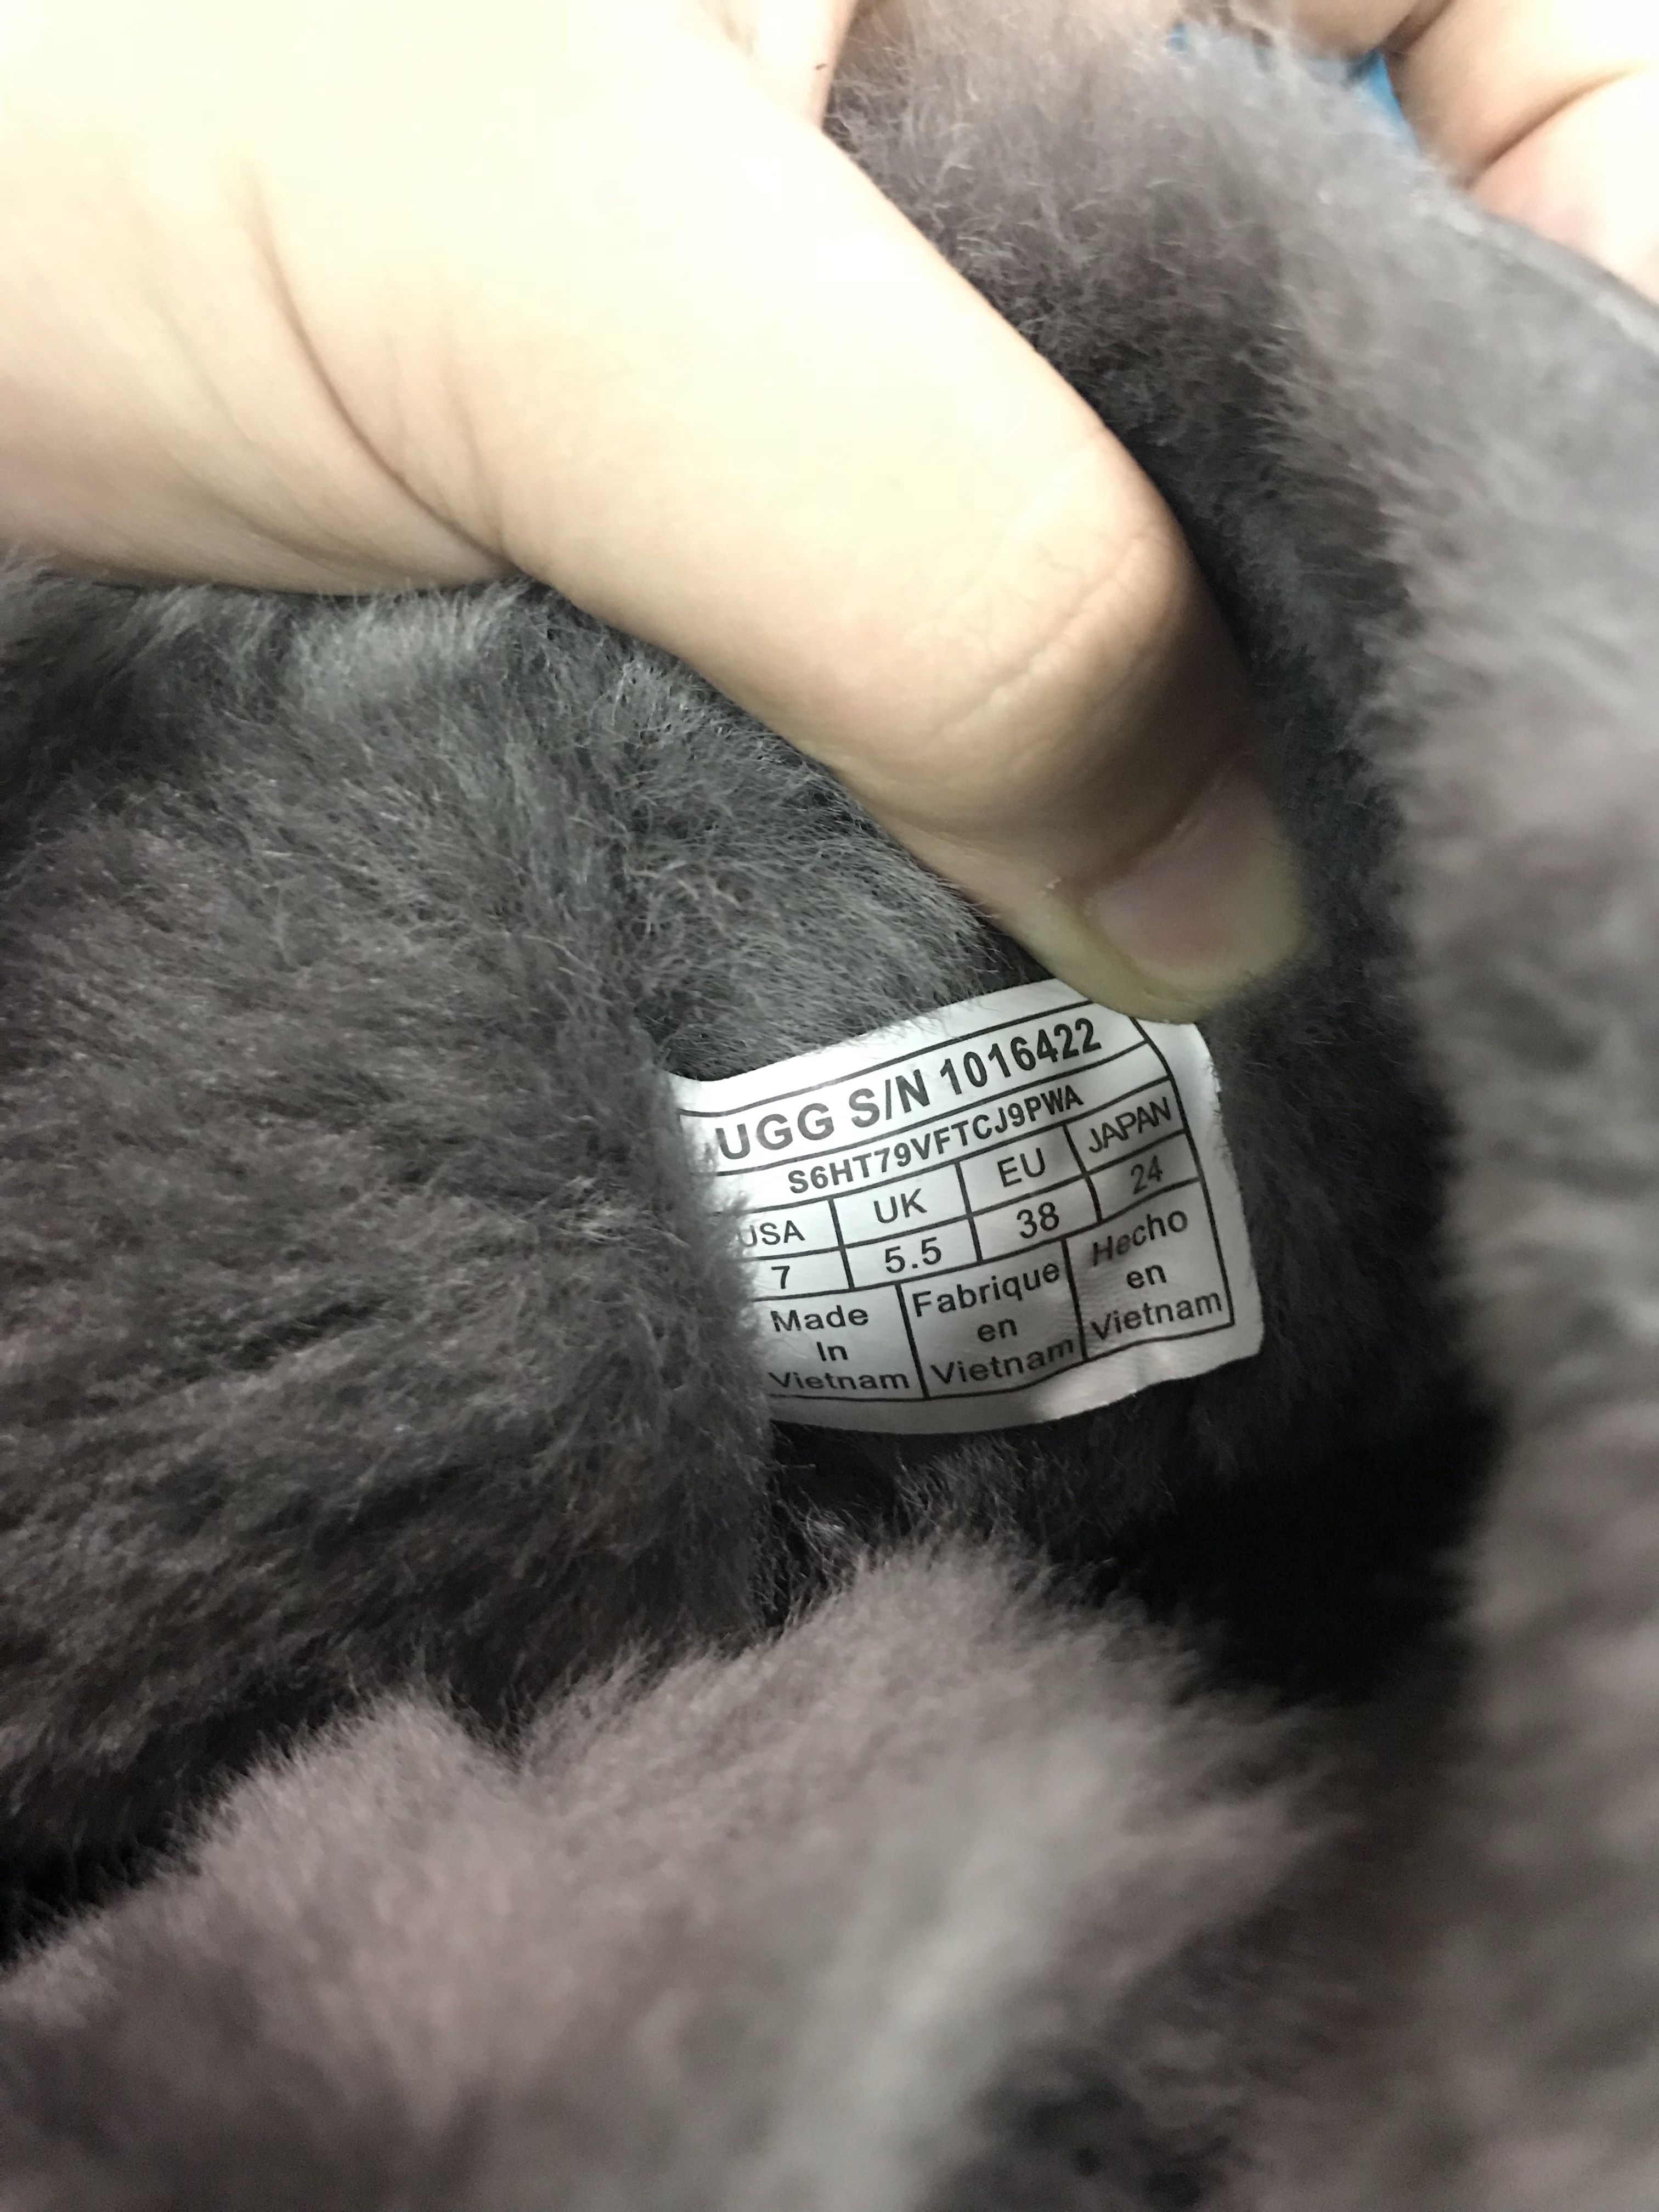 UGG S/N 1016422
S6HT79VFTCJ9PWA
USA UK EU JAPAN
7 5.5 38 24
Made Fabrique Hecho
In en en
Vietnam Vietnam Vietnam